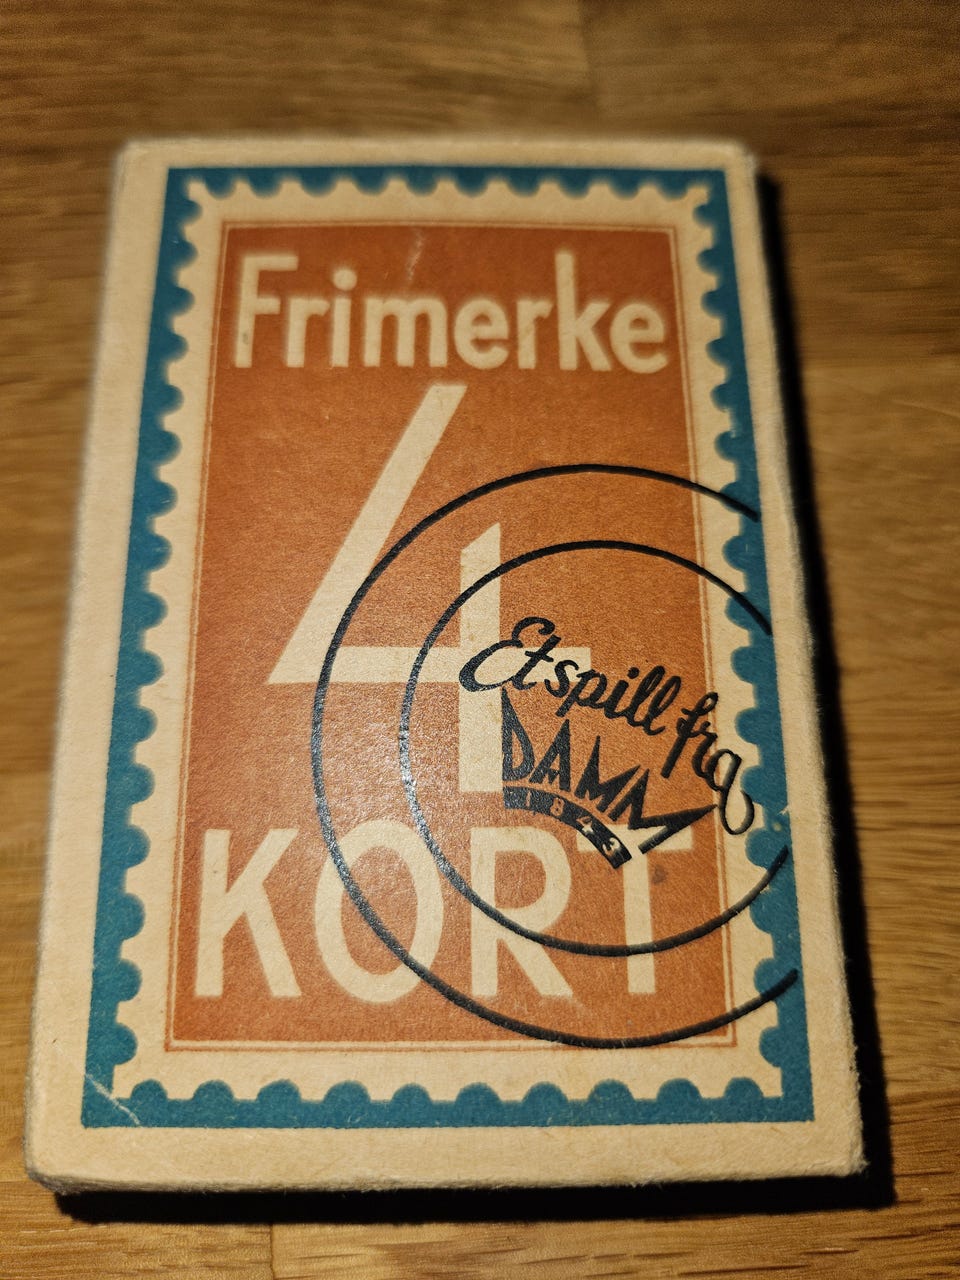 Frimerke
4
KORT
Et spill fra
DAMM
1843